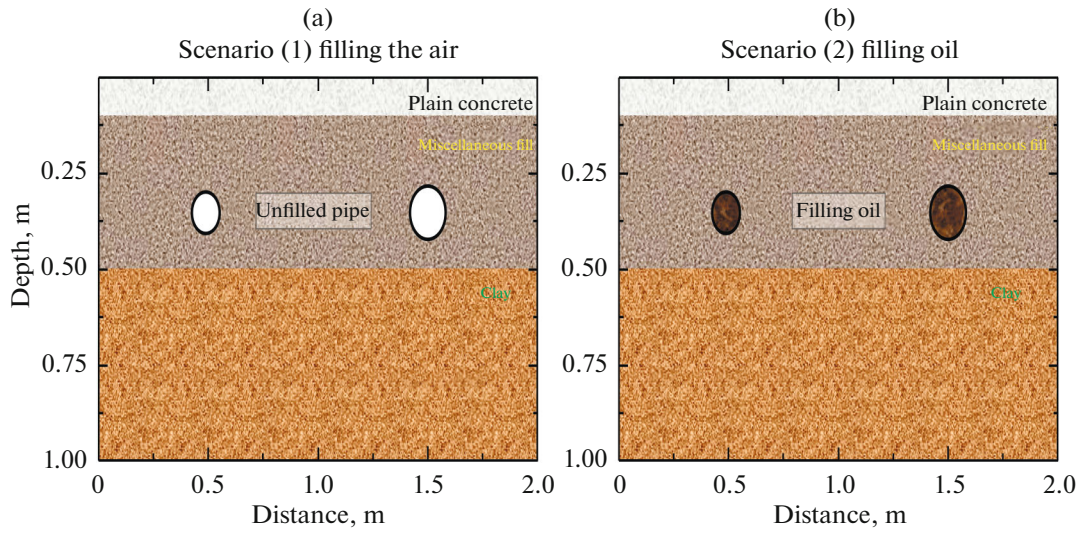 (a)
Scenario (1) filling the air
Plain concrete
Miscellaneous fill
0.25
Unfilled pipe
0.50
Clay
0.75
1.00
0
0.5
1.0
1.5
2.0
Distance, m
Depth, m
(b)
Scenario (2) filling oil
Plain concrete
Miscellaneous fill
0.25
Filling oil
0.50
Clay
0.75
1.00
0
0.5
1.0
1.5
2.0
Distance, m